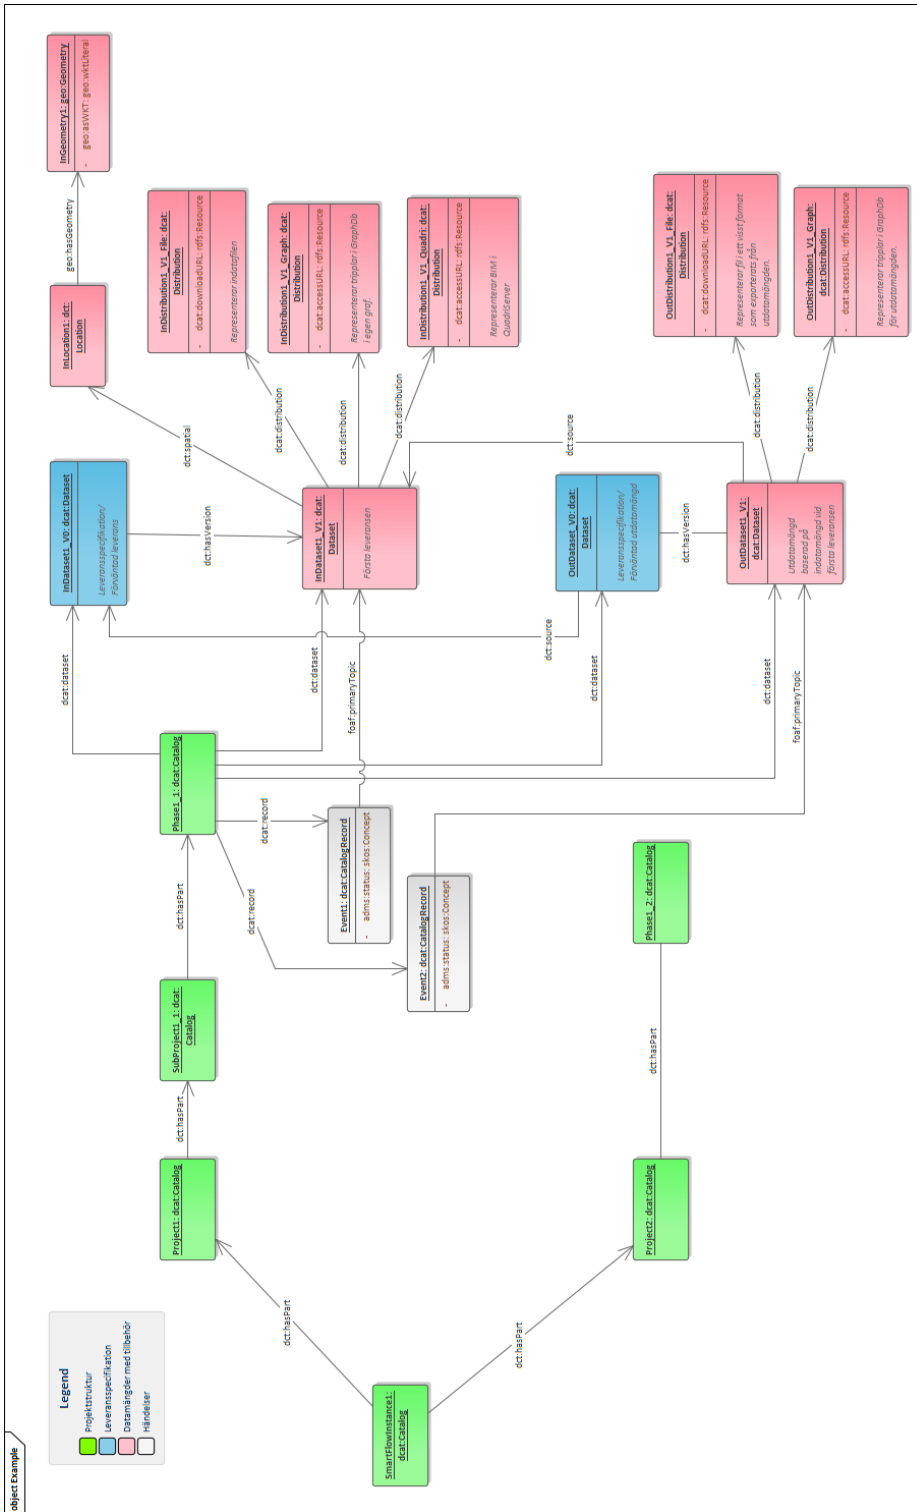 object Example
Legend
Projektstruktur
Leveransspecifikation
Datamängder med tillbehör
Händelser
SmartFlowInstance1:
dcat:Catalog
dct:hasPart
dct:hasPart
Project1: dcat:Catalog
dct:hasPart
SubProject1_1: dcat:
Catalog
dct:hasPart
Phase1_1: dcat:Catalog
Project2: dcat:Catalog
dct:hasPart
Phase1_2: dcat:Catalog
dcat:record
dcat:record
Event1: dcat:CatalogRecord
- adms:status: skos:Concept
Event2: dcat:CatalogRecord
- adms:status: skos:Concept
dcat:dataset
dct:dataset
foaf:primaryTopic
dct:source
dct:dataset
dct:dataset
foaf:primaryTopic
InDataset1_V0: dcat:Dataset
Leveransspecifikation/
Förväntad leverans
dct:hasVersion
InDataset1_V1: dcat:
Dataset
Första leveransen
OutDataset_V0: dcat:
Dataset
Leveransspecifikation/
Förväntad utdatamängd
dct:hasVersion
OutDataset1_V1:
dcat:Dataset
Utdatamängd
baserad på
indatamängd vid
första leveransen
dct:source
dct:spatial
dcat:distribution
dcat:distribution
dcat:distribution
dcat:distribution
dcat:distribution
InLocation1: dct:
Location
geo:hasGeometry
InGeometry1: geo:Geometry
- geo:asWKT: geo:wktLiteral
InDistribution1_V1_File: dcat:
Distribution
- dcat:downloadURL: rdfs:Resource
Representerar indatafilen
InDistribution1_V1_Graph: dcat:
Distribution
- dcat:accessURL: rdfs:Resource
Representerar tripplar i GraphDb
i egen graf.
InDistribution1_V1_Quadri: dcat:
Distribution
- dcat:accessURL: rdfs:Resource
Representerar BIM i
QuadriServer
OutDistribution1_V1_File: dcat:
Distribution
- dcat:downloadURL: rdfs:Resource
Representerar fil i ett visst format
som exporterats från
utdatamängden.
OutDistribution1_V1_Graph:
dcat:Distribution
- dcat:accessURL: rdfs:Resource
Representerar tripplar i GraphDb
för utdatamängden.